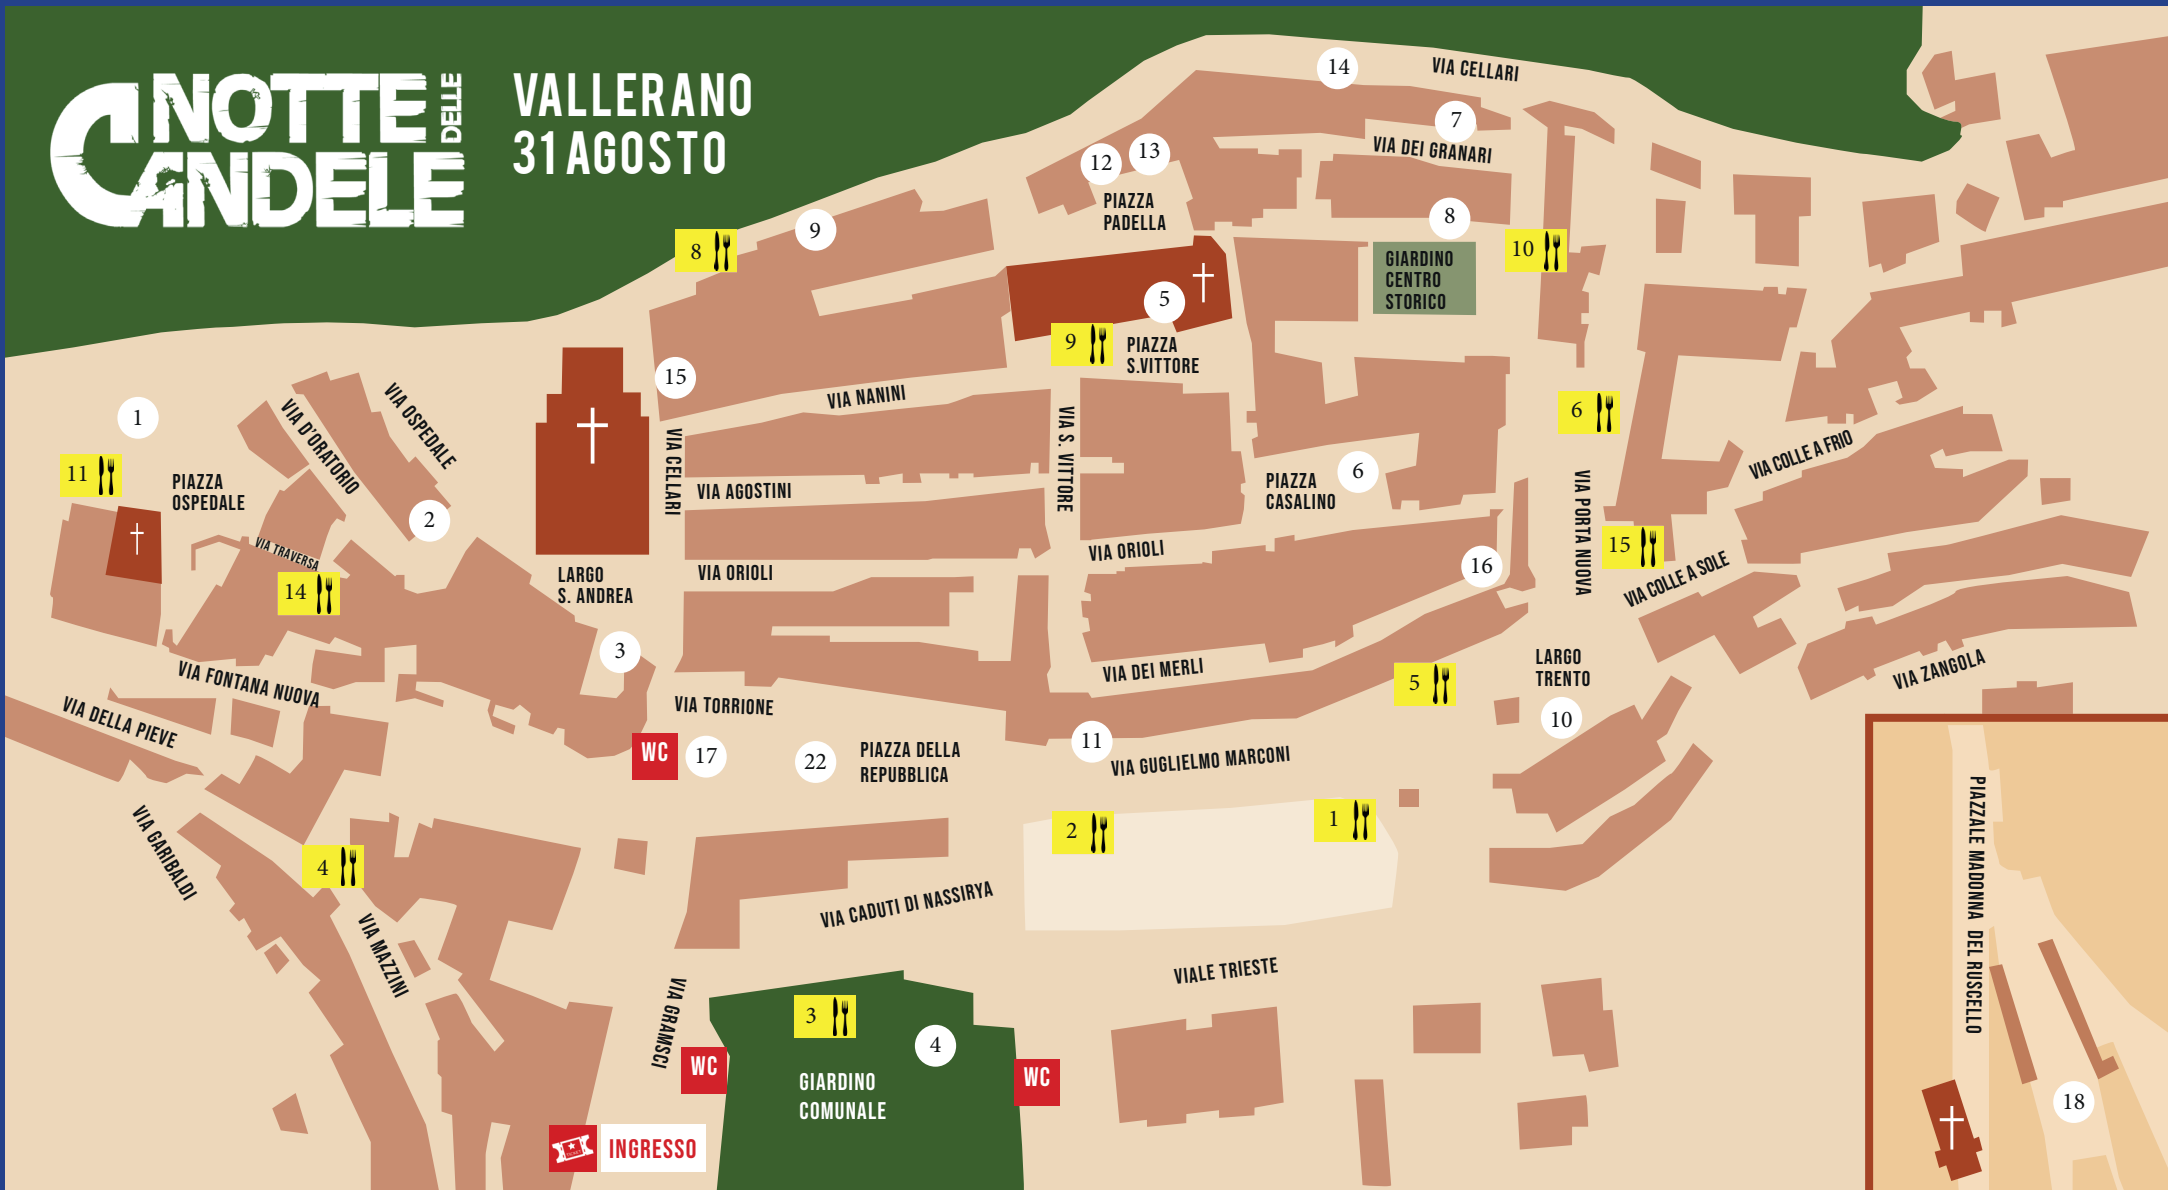 NOTTE
DELLE
CANDELE
VALLERANO
31 AGOSTO
14
VIA CELLARI
7
VIA DEI GRANARI
12
13
PIAZZA
PADELLA
8
9
8
10
GIARDINO
CENTRO
STORICO
5
9
PIAZZA
S.VITTORE
15
VIA NANINI
1
VIA OSPEDALE
VIA D'ORATORIO
VIA CELLARI
VIA S. VITTORE
6
11
PIAZZA
OSPEDALE
VIA AGOSTINI
PIAZZA
CASALINO
6
VIA PORTA NUOVA
VIA COLLE A FRIO
2
VIA TRAVERSA
14
VIA ORIOLI
VIA ORIOLI
16
15
VIA COLLE A SOLE
LARGO
S. ANDREA
3
VIA DEI MERLI
5
LARGO
TRENTO
10
VIA ZANGOLA
VIA FONTANA NUOVA
VIA DELLA PIEVE
VIA TORRIONE
WC
17
22
PIAZZA DELLA
REPUBBLICA
11
VIA GUGLIELMO MARCONI
VIA GARIBALDI
4
2
1
VIA MAZZINI
VIA CADUTI DI NASSIRYA
VIALE TRIESTE
VIA GRAMSCI
3
4
WC
WC
GIARDINO
COMUNALE
INGRESSO
PIAZZALE MADONNA DEL RUSCELLO
18